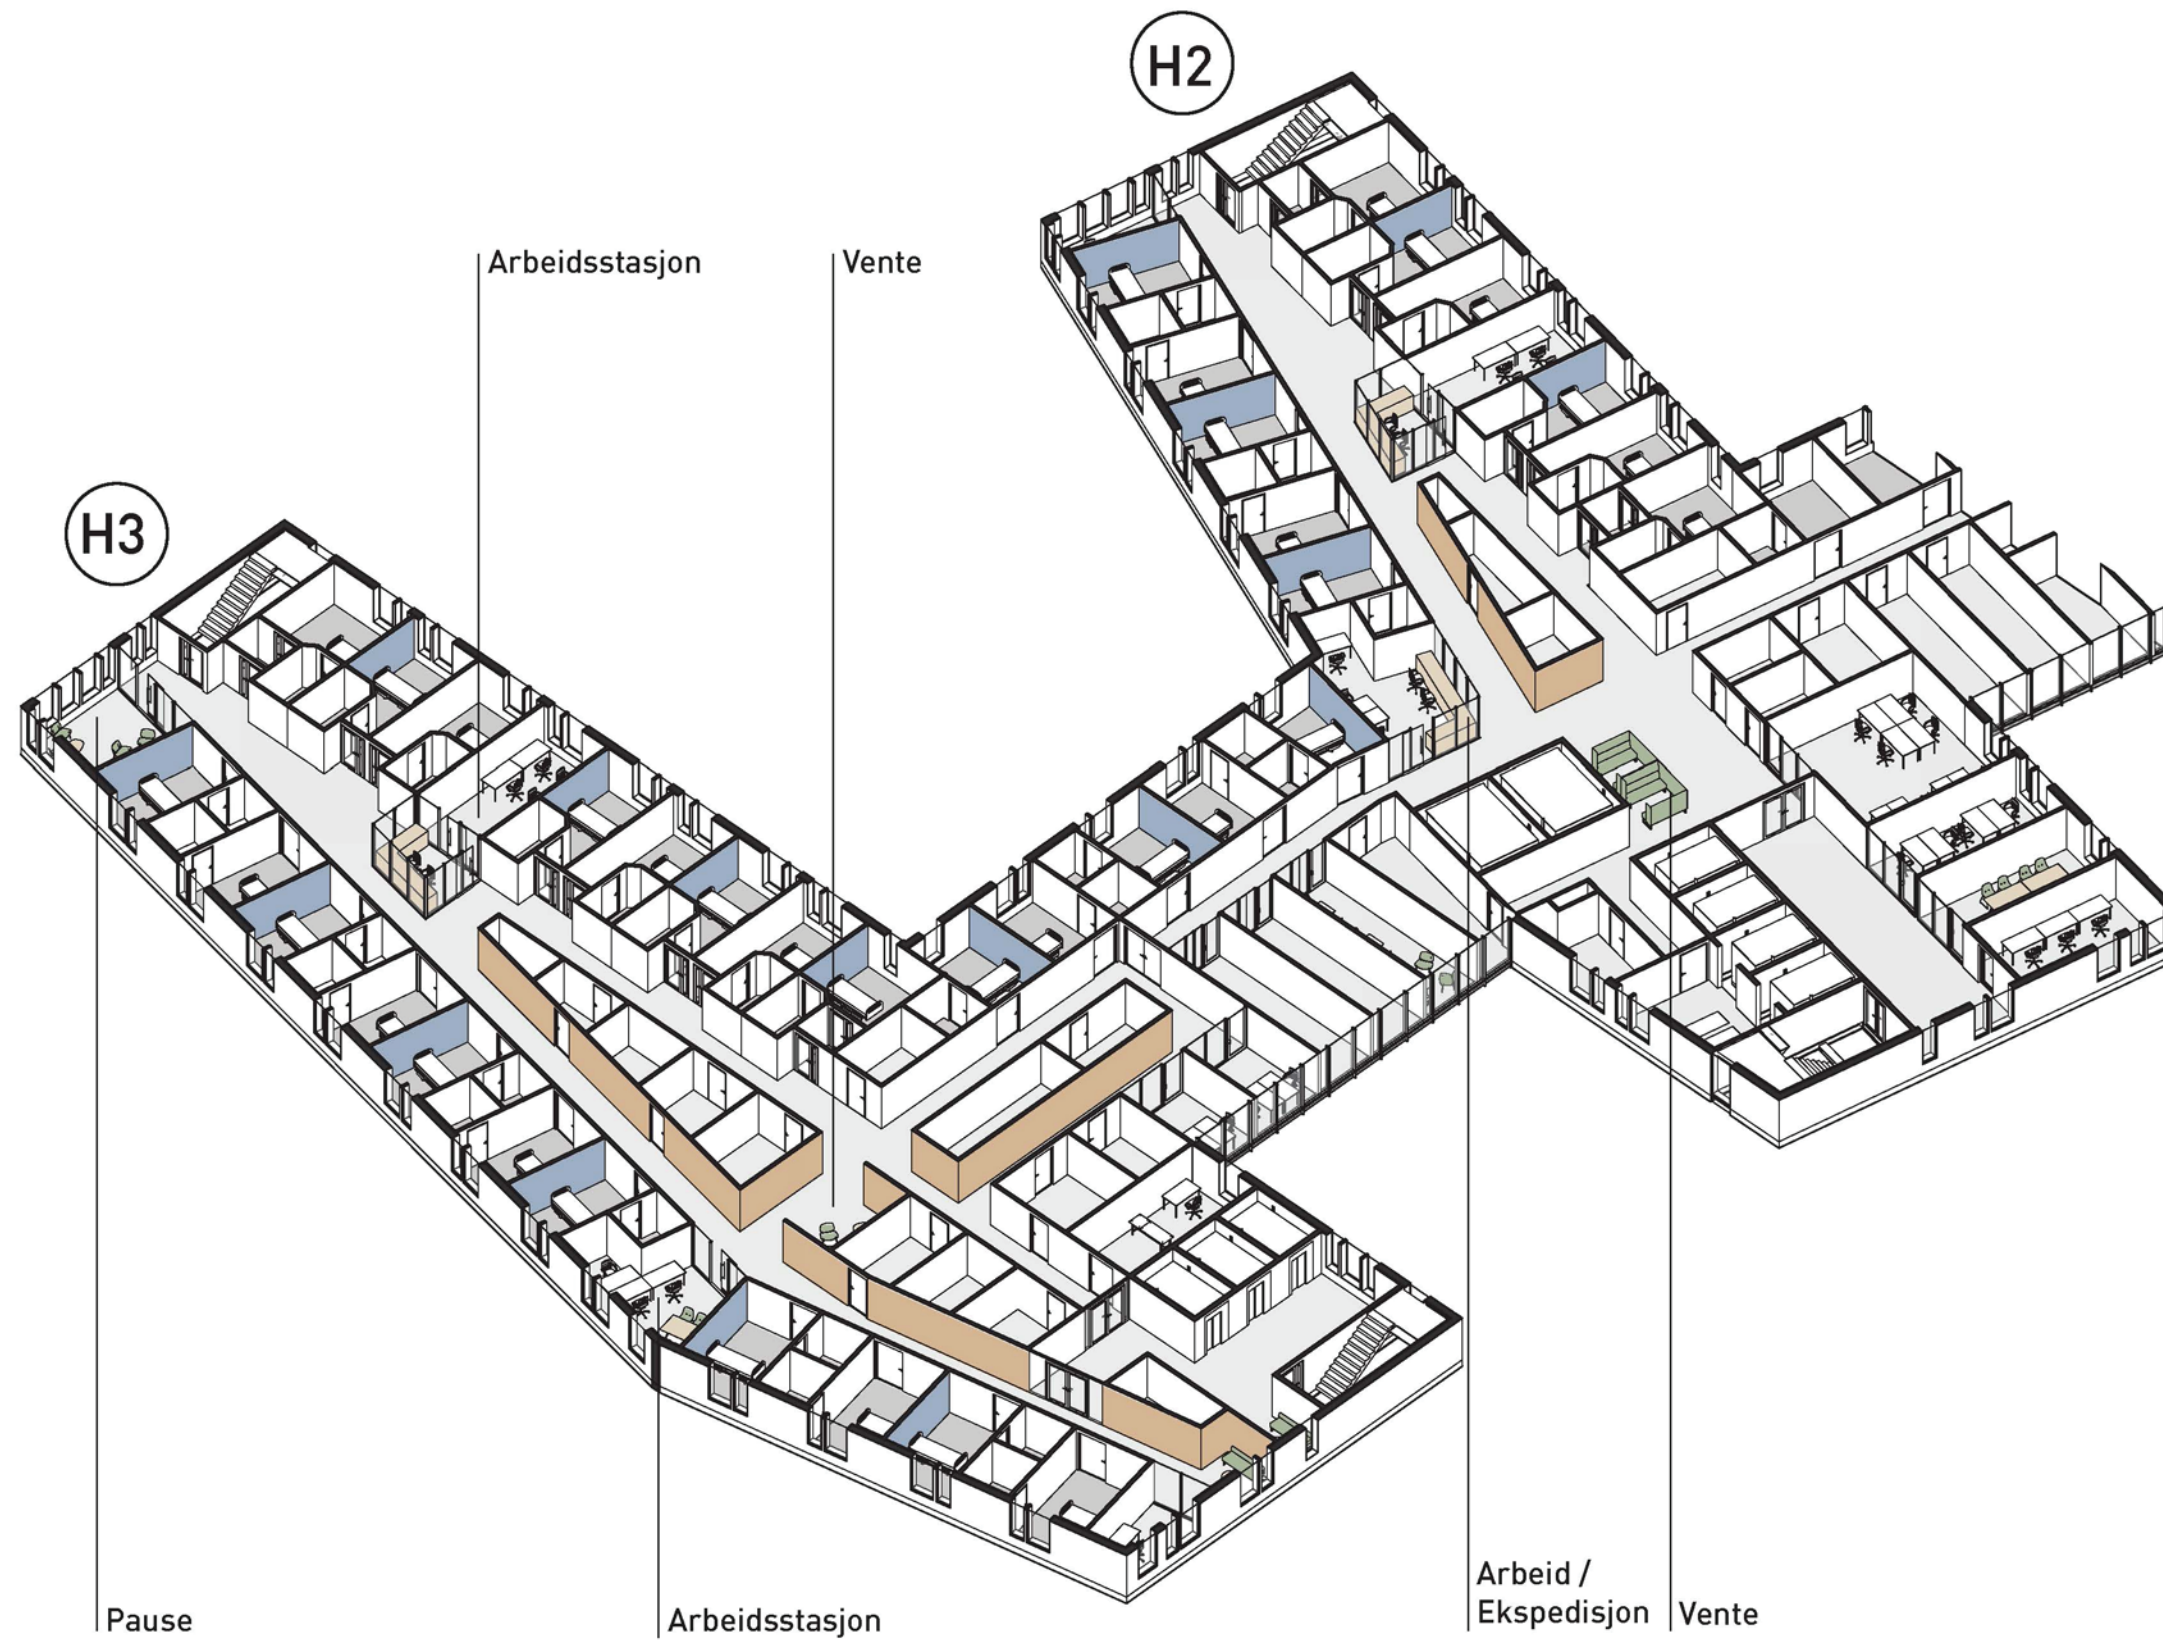 H2
Arbeidsstasjon
Vente
H3
Arbeid /
Ekspedisjon
Vente
Pause
Arbeidsstasjon